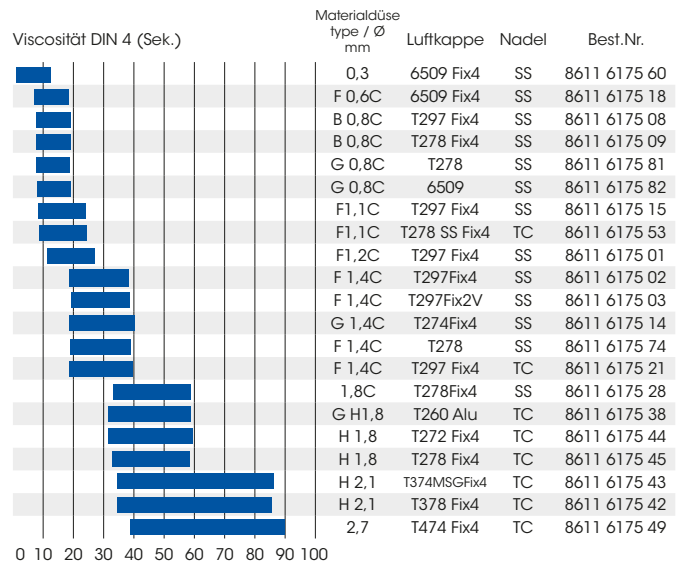 Materialdüse
type / Ø
mm
Viscosität DIN 4 (Sek.) Luftkappe Nadel Best.Nr.
0,3 6509 Fix4 SS 8611 6175 60
F 0,6C 6509 Fix4 SS 8611 6175 18
B 0,8C T297 Fix4 SS 8611 6175 08
B 0,8C T278 Fix4 SS 8611 6175 09
G 0,8C T278 SS 8611 6175 81
G 0,8C 6509 SS 8611 6175 82
F1,1C T297 Fix4 SS 8611 6175 15
F1,1C T278 SS Fix4 TC 8611 6175 53
F1,2C T297 Fix4 SS 8611 6175 01
F 1,4C T297Fix4 SS 8611 6175 02
F 1,4C T297Fix2V SS 8611 6175 03
G 1,4C T274Fix4 SS 8611 6175 14
F 1,4C T278 SS 8611 6175 74
F 1,4C T297 Fix4 TC 8611 6175 21
1,8C T278Fix4 SS 8611 6175 28
G H1,8 T260 Alu TC 8611 6175 38
H 1,8 T272 Fix4 TC 8611 6175 44
H 1,8 T278 Fix4 TC 8611 6175 45
H 2,1 T374MSGFix4 TC 8611 6175 43
H 2,1 T378 Fix4 TC 8611 6175 42
2,7 T474 Fix4 TC 8611 6175 49
0 10 20 30 40 50 60 70 80 90 100